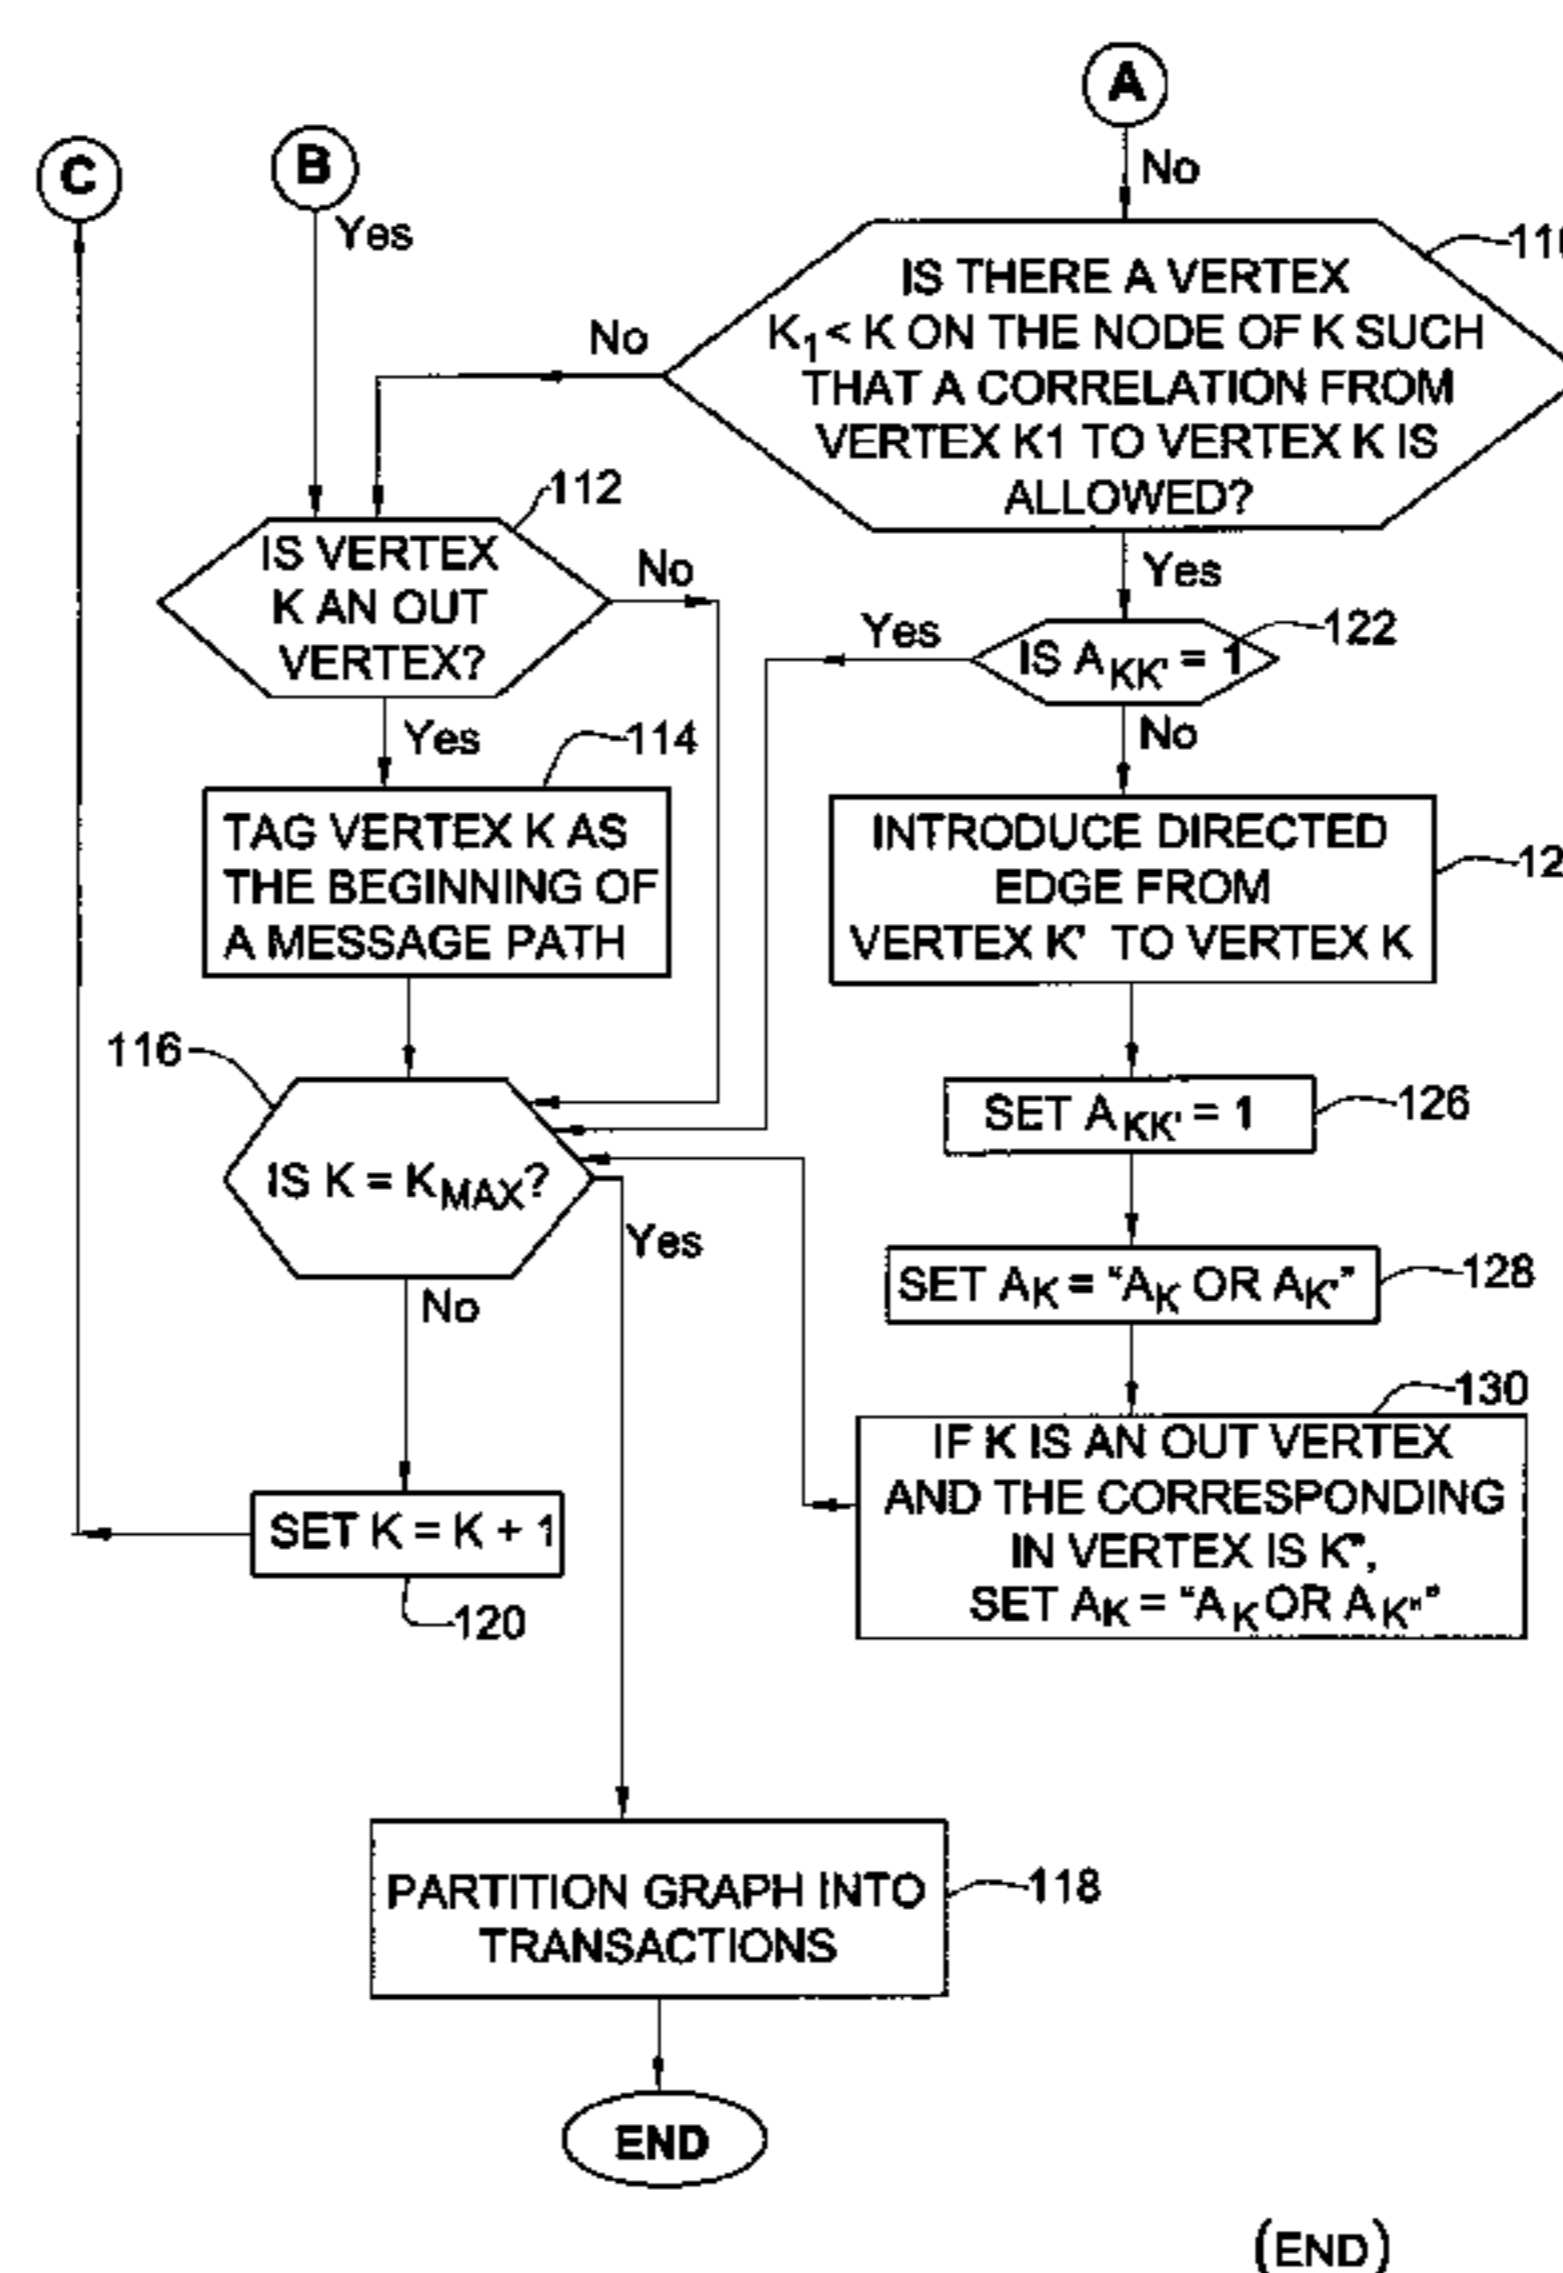 A
C
B
No
Yes
IS THERE A VERTEX
K1 < K ON THE NODE OF K SUCH
THAT A CORRELATION FROM
VERTEX K1 TO VERTEX K IS
ALLOWED?
No
112
IS VERTEX
K AN OUT
VERTEX?
No
Yes
122
Yes
IS AKK' = 1
No
Yes
114
TAG VERTEX K AS
THE BEGINNING OF
A MESSAGE PATH
INTRODUCE DIRECTED
EDGE FROM
VERTEX K' TO VERTEX K
116
IS K = KMAX?
Yes
No
SET AKK' = 1
126
SET AK = "AK OR AK'"
128
130
IF K IS AN OUT VERTEX
AND THE CORRESPONDING
IN VERTEX IS K",
SET AK = "AK OR AK""
SET K = K + 1
120
PARTITION GRAPH INTO
TRANSACTIONS
118
END
(END)